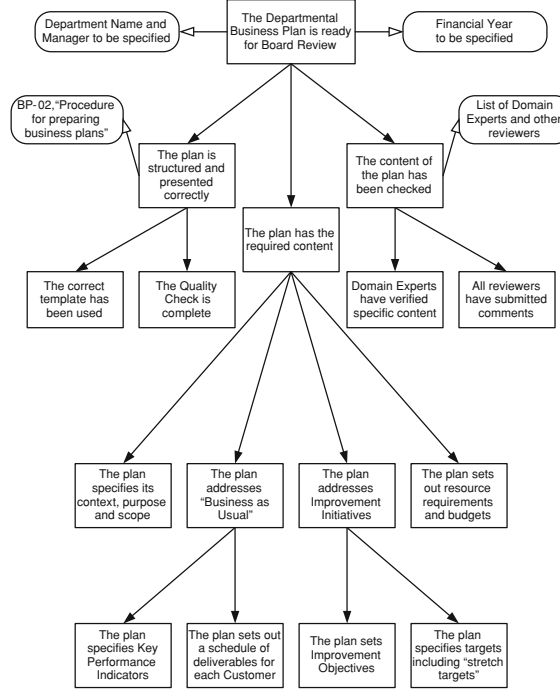 Department Name and
Manager to be specified
The Departmental
Business Plan is ready
for Board Review
Financial Year
to be specified
BP-02,“Procedure
for preparing
business plans”
List of Domain
Experts and other
reviewers
The plan is
structured and
presented
correctly
The content of
the plan has
been checked
The plan has the
required content
The correct
template has
been used
The Quality
Check is
complete
Domain Experts
have verified
specific content
All reviewers
have submitted
comments
The plan
specifies its
context, purpose
and scope
The plan
addresses
“Business as
Usual”
The plan
addresses
Improvement
Initiatives
The plan sets
out resource
requirements
and budgets
The plan
specifies Key
Performance
Indicators
The plan sets out
a schedule of
deliverables for
each Customer
The plan sets
Improvement
Objectives
The plan
specifies targets
including “stretch
targets”